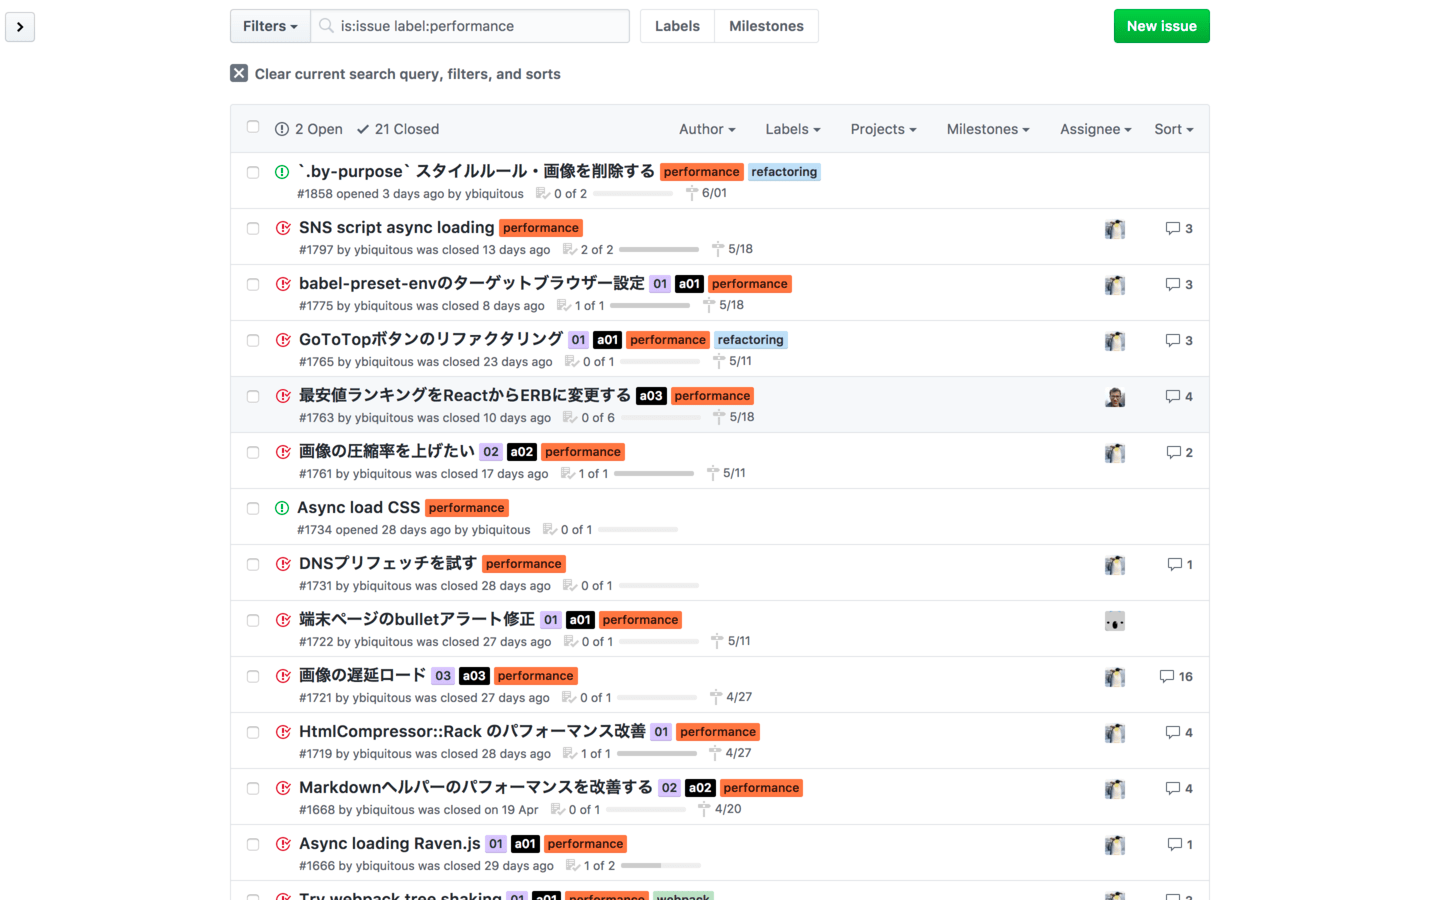 Filters
is:issue label:performance
Labels
Milestones
New issue
Clear current search query, filters, and sorts
2 Open 21 Closed Author Labels Projects Milestones Assignee Sort
`.by-purpose` スタイルルール・画像を削除する performance refactoring
#1858 opened 3 days ago by ybiquitous 0 of 2 6/01
SNS script async loading performance 3
#1797 by ybiquitous was closed 13 days ago 2 of 2 5/18
babel-preset-envのターゲットブラウザー設定 01 a01 performance 3
#1775 by ybiquitous was closed 8 days ago 1 of 1 5/18
GoToTopボタンのリファクタリング 01 a01 performance refactoring 3
#1765 by ybiquitous was closed 23 days ago 0 of 1 5/11
最安値ランキングをReactからERBに変更する a03 performance 4
#1763 by ybiquitous was closed 10 days ago 0 of 6 5/18
画像の圧縮率を上げたい 02 a02 performance 2
#1761 by ybiquitous was closed 17 days ago 1 of 1 5/11
Async load CSS performance
#1734 opened 28 days ago by ybiquitous 0 of 1
DNSプリフェッチを試す performance 1
#1731 by ybiquitous was closed 28 days ago 0 of 1
端末ページのbulletアラート修正 01 a01 performance
#1722 by ybiquitous was closed 27 days ago 0 of 1 5/11
画像の遅延ロード 03 a03 performance 16
#1721 by ybiquitous was closed 27 days ago 0 of 1 4/27
HtmlCompressor::Rack のパフォーマンス改善 01 performance 4
#1719 by ybiquitous was closed 28 days ago 1 of 1 4/27
Markdownヘルパーのパフォーマンスを改善する 02 a02 performance 4
#1668 by ybiquitous was closed on 19 Apr 0 of 1 4/20
Async loading Raven.js 01 a01 performance 1
#1666 by ybiquitous was closed 29 days ago 1 of 2
Try webpack tree shaking 01 a01 performance webpack